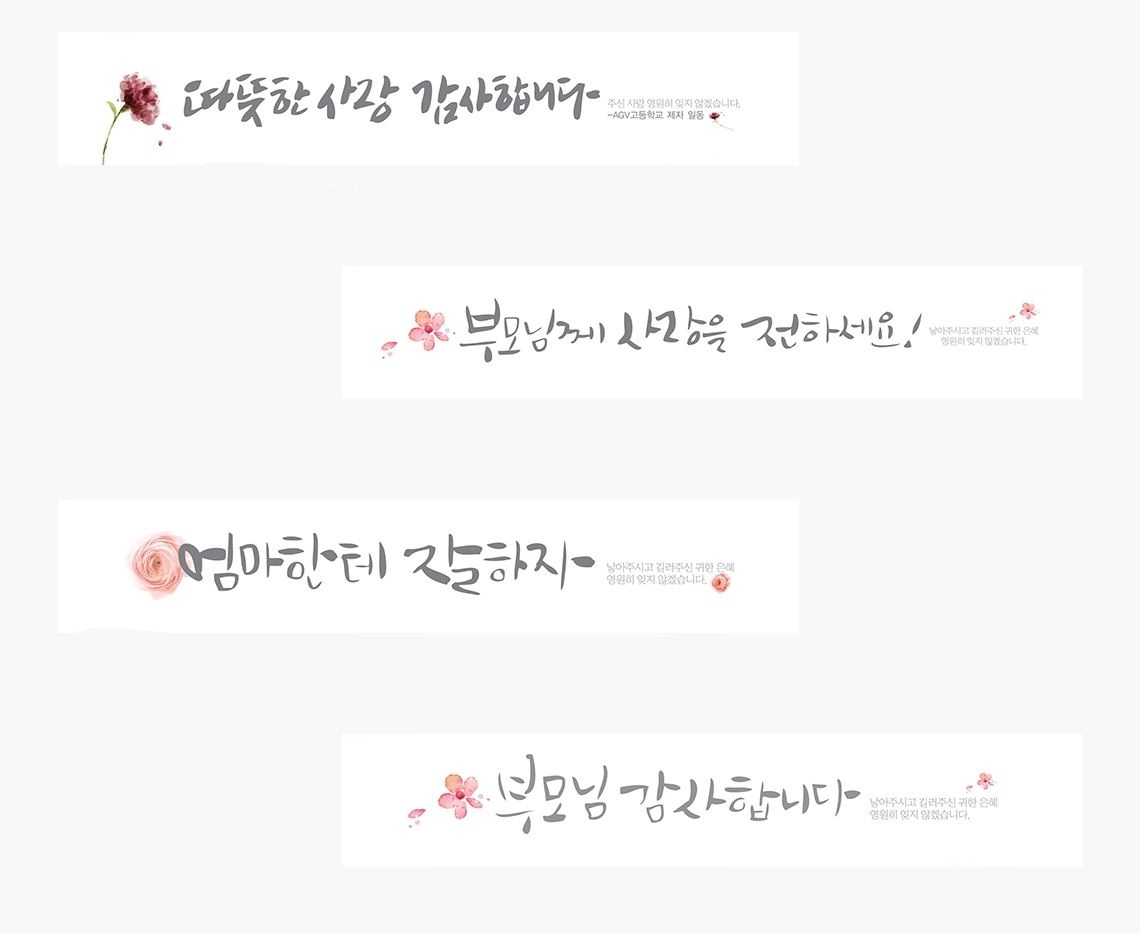 따뜻한 사랑 감사합니다
주신 사랑 영원히 잊지 않겠습니다.
-AGV고등학교 제자 일동
부모님께 사랑을 전하세요!
낳아주시고 길러주신 귀한 은혜
영원히 잊지 않겠습니다.
엄마한테 잘하자
낳아주시고 길러주신 귀한 은혜
영원히 잊지 않겠습니다.
부모님 감사합니다
낳아주시고 길러주신 귀한 은혜
영원히 잊지 않겠습니다.